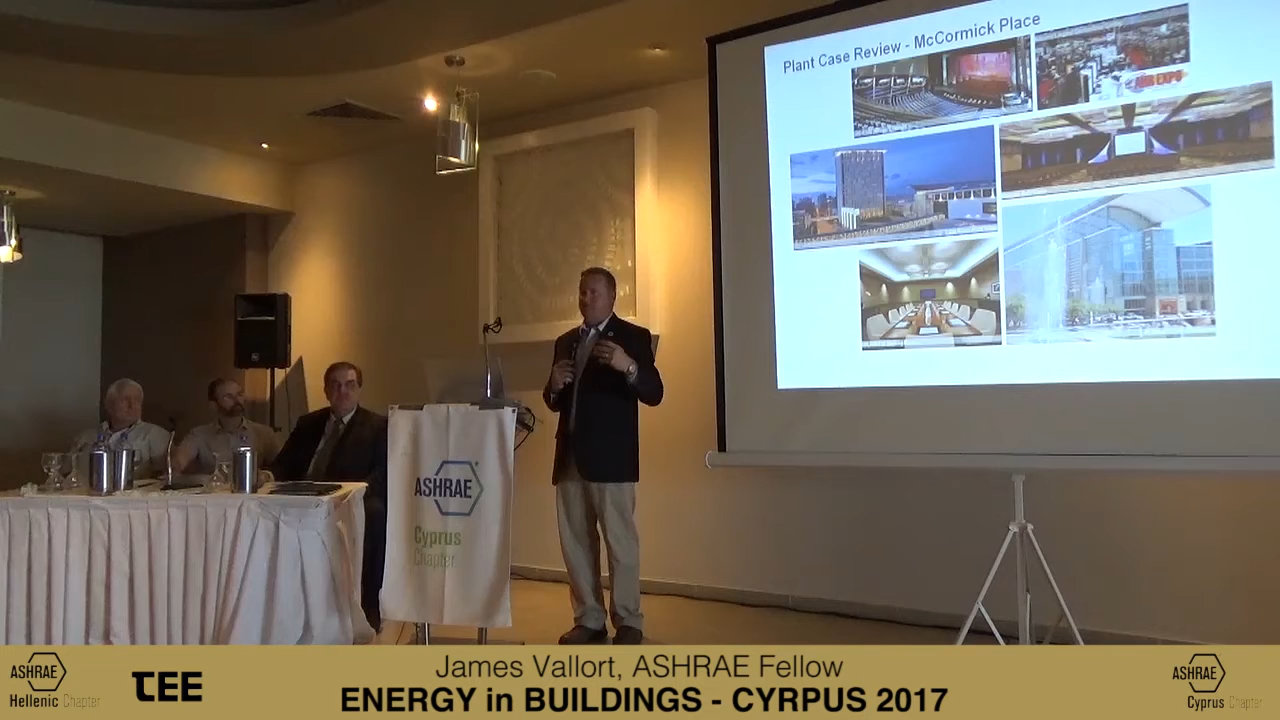 Plant Case Review - McCormick Place
ASHRAE
Cyprus
Chapter
ASHRAE
Hellenic Chapter
TEE
James Vallort, ASHRAE Fellow
ENERGY in BUILDINGS - CYRPUS 2017
ASHRAE
Cyprus Chapter